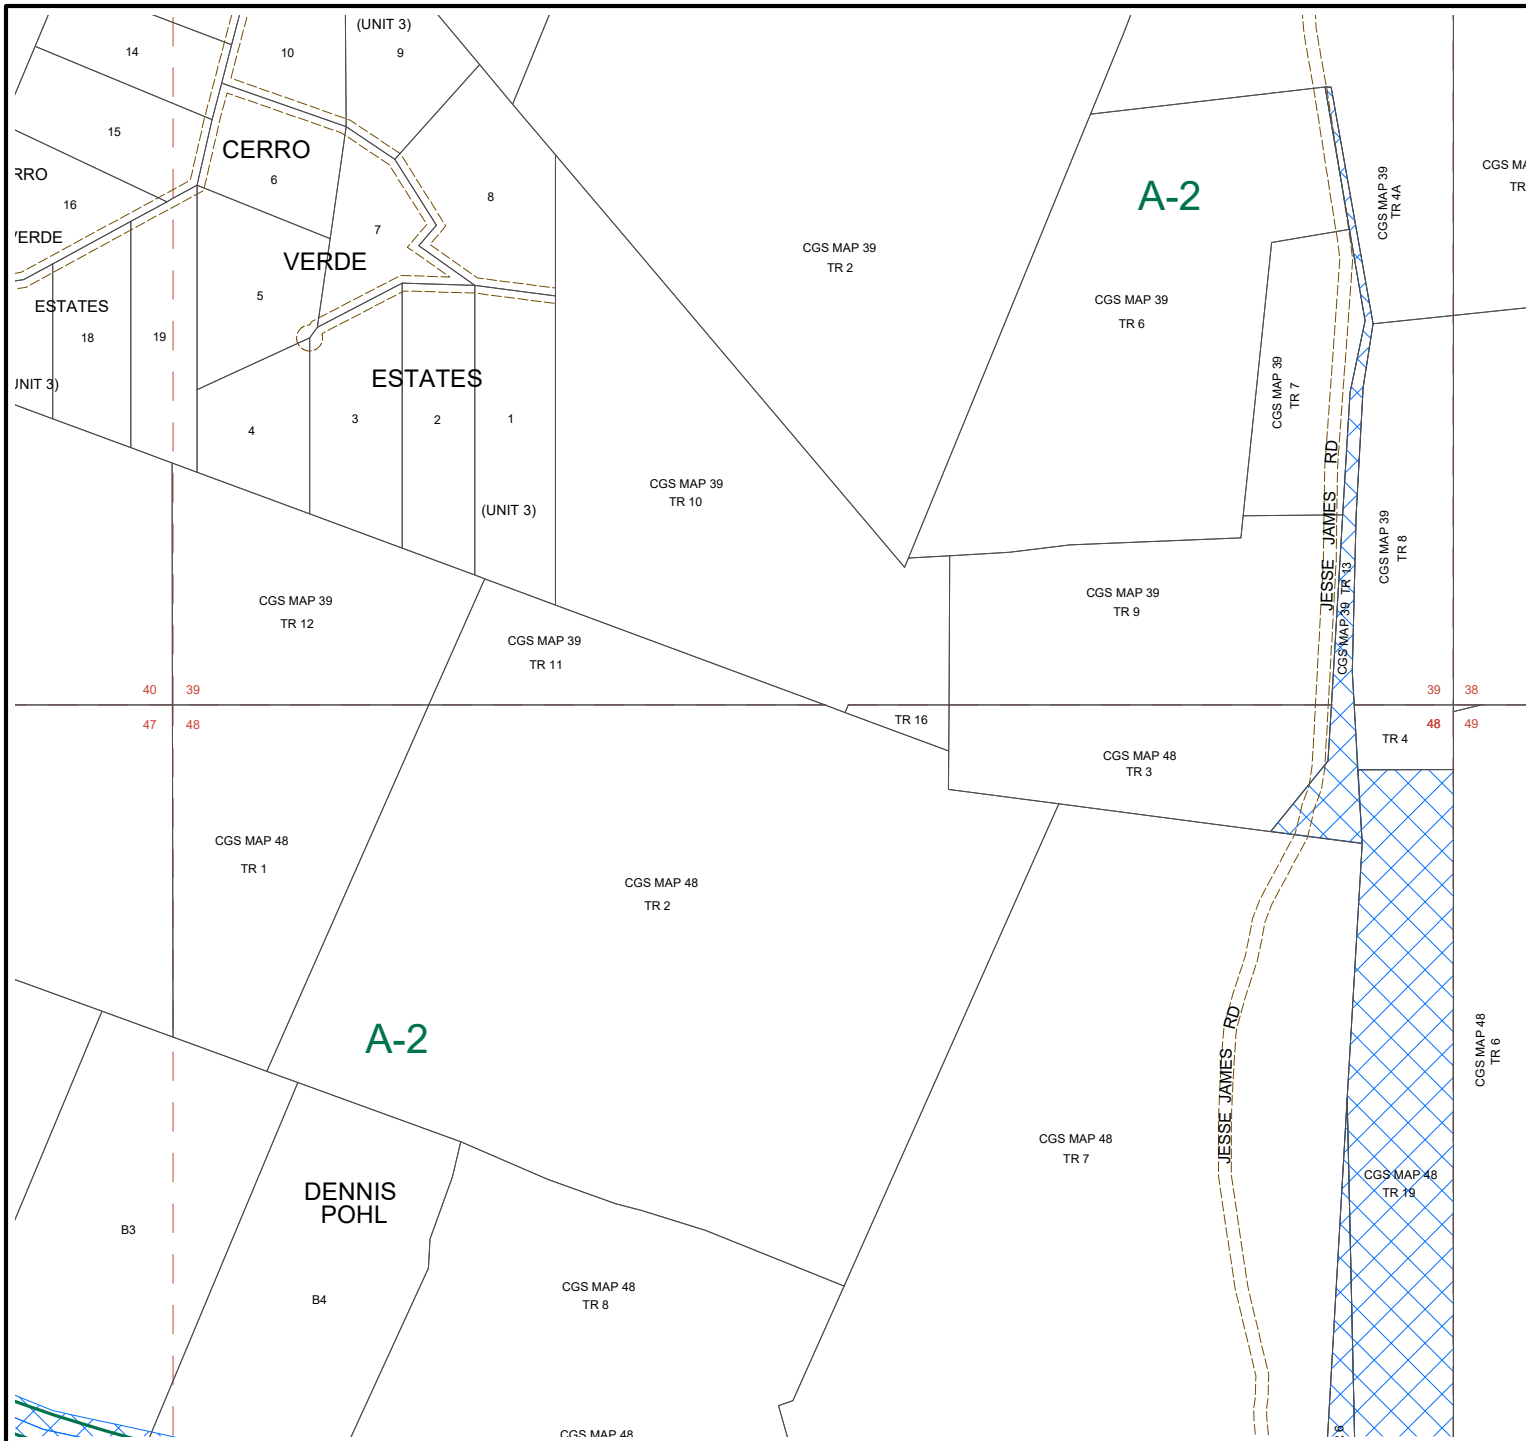 (UNIT 3)
14
10
9
15
CERRO
6
RRO
16
8
7
VERDE
ERDE
5
ESTATES
18
19
UNIT 3)
ESTATES
4
3
2
1
(UNIT 3)
CGS MAP 39
TR 2
A-2
CGS MAP 39
TR 4A
CGS MA
TR
CGS MAP 39
TR 6
CGS MAP 39
TR 7
CGS MAP 39
TR 10
JESSE JAMES RD
CGS MAP 39
TR 8
CGS MAP 39 TR 13
CGS MAP 39
TR 9
CGS MAP 39
TR 12
CGS MAP 39
TR 11
40 39
47 48
39 38
48 49
TR 16
TR 4
CGS MAP 48
TR 3
CGS MAP 48
TR 1
CGS MAP 48
TR 2
A-2
JESSE JAMES RD
CGS MAP 48
TR 6
CGS MAP 48
TR 7
CGS MAP 48
TR 19
DENNIS
POHL
B3
B4
CGS MAP 48
TR 8
CGS MAP 48
6